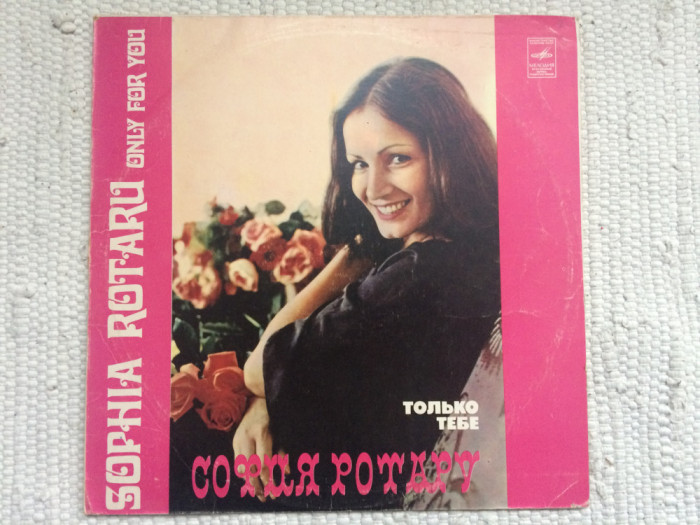 SOPHIA ROTARU ONLY FOR YOU
ТОЛЬКО
ТЕБЕ
СОФИЯ РОТАРУ